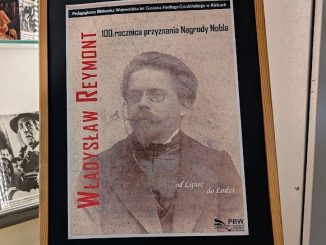 Pedagogiczna Biblioteka Wojewódzka im. Gustawa Herlinga-Grudzińskiego w Kielcach
100. rocznica przyznania Nagrody Nobla
WŁADYSŁAW REYMONT
od Lipiec
do Łodzi
PBW